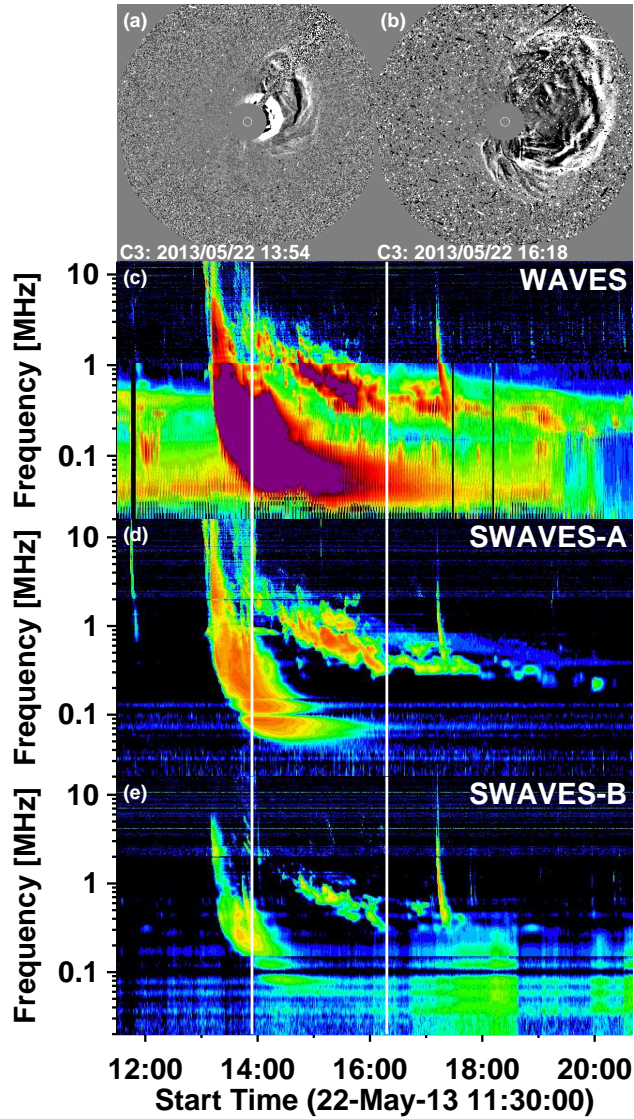 (a)
(b)
C3: 2013/05/22 13:54
C3: 2013/05/22 16:18
(c)
WAVES
10
1
0.1
Frequency [MHz]
(d)
SWAVES-A
10
1
0.1
Frequency [MHz]
(e)
SWAVES-B
10
1
0.1
Frequency [MHz]
12:00 14:00 16:00 18:00 20:00
Start Time (22-May-13 11:30:00)